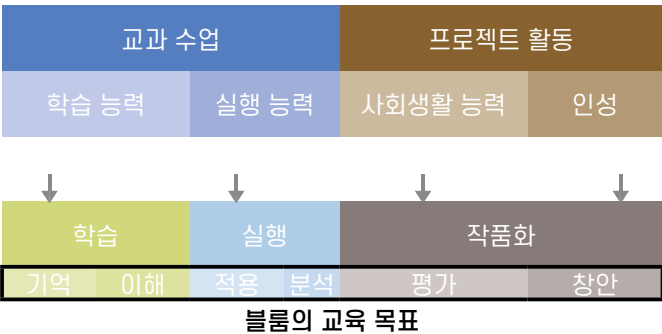 교과 수업 프로젝트 활동
학습 능력 실행 능력 사회생활 능력 인성
학습 실행 작품화
기억 이해 적용 분석 평가 창안
블룸의 교육 목표